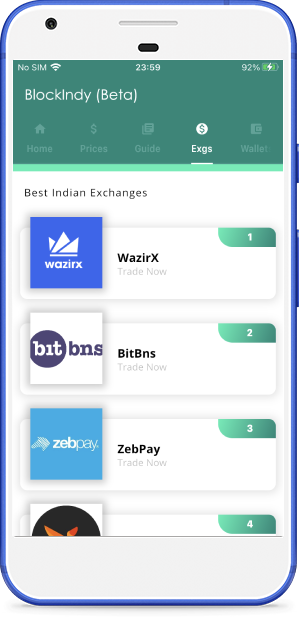 No SIM 23:59 92%
BlockIndy (Beta)
Home Prices Guide Exgs Wallet
Best Indian Exchanges
1
wazirx
WazirX
Trade Now
2
bitbns
BitBns
Trade Now
3
zebpay
ZebPay
Trade Now
4